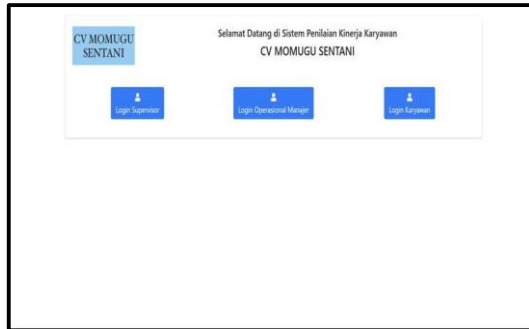 CV MOMUGU
SENTANI
Selamat Datang di Sistem Penilaian Kinerja Karyawan
CV MOMUGU SENTANI
Login Supervisor
Login Operasional Manajer
Login Karyawan